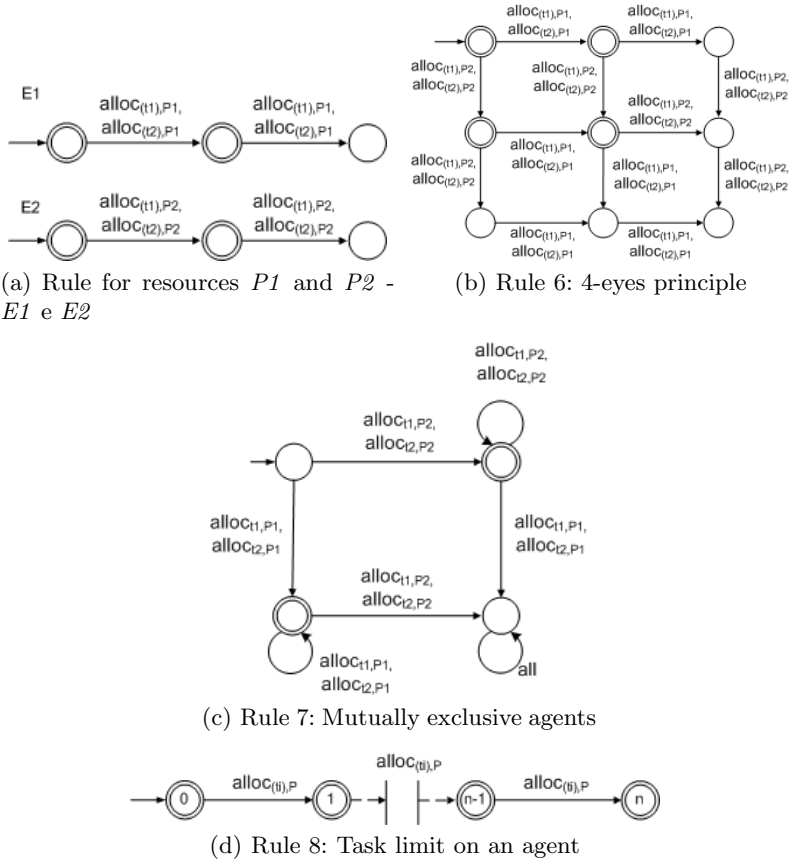 E1
alloc(t1),P1,
alloc(t2),P1
alloc(t1),P1,
alloc(t2),P1
E2
alloc(t1),P2,
alloc(t2),P2
alloc(t1),P2,
alloc(t2),P2
(a) Rule for resources P1 and P2 -
E1 e E2
alloc(t1),P1,
alloc(t2),P1
alloc(t1),P1,
alloc(t2),P1
alloc(t1),P2,
alloc(t2),P2
alloc(t1),P2,
alloc(t2),P2
alloc(t1),P2,
alloc(t2),P2
alloc(t1),P1,
alloc(t2),P1
alloc(t1),P2,
alloc(t2),P2
alloc(t1),P2,
alloc(t2),P2
alloc(t1),P1,
alloc(t2),P1
alloc(t1),P2,
alloc(t2),P2
alloc(t1),P1,
alloc(t2),P1
alloc(t1),P1,
alloc(t2),P1
(b) Rule 6: 4-eyes principle
alloct1,P2,
alloct2,P2
alloct1,P2,
alloct2,P2
alloct1,P1,
alloct2,P1
alloct1,P1,
alloct2,P1
alloct1,P2,
alloct2,P2
alloct1,P1,
alloct2,P1
all
(c) Rule 7: Mutually exclusive agents
alloc(ti),P
alloc(ti),P
alloc(ti),P
0
1
n-1
n
(d) Rule 8: Task limit on an agent